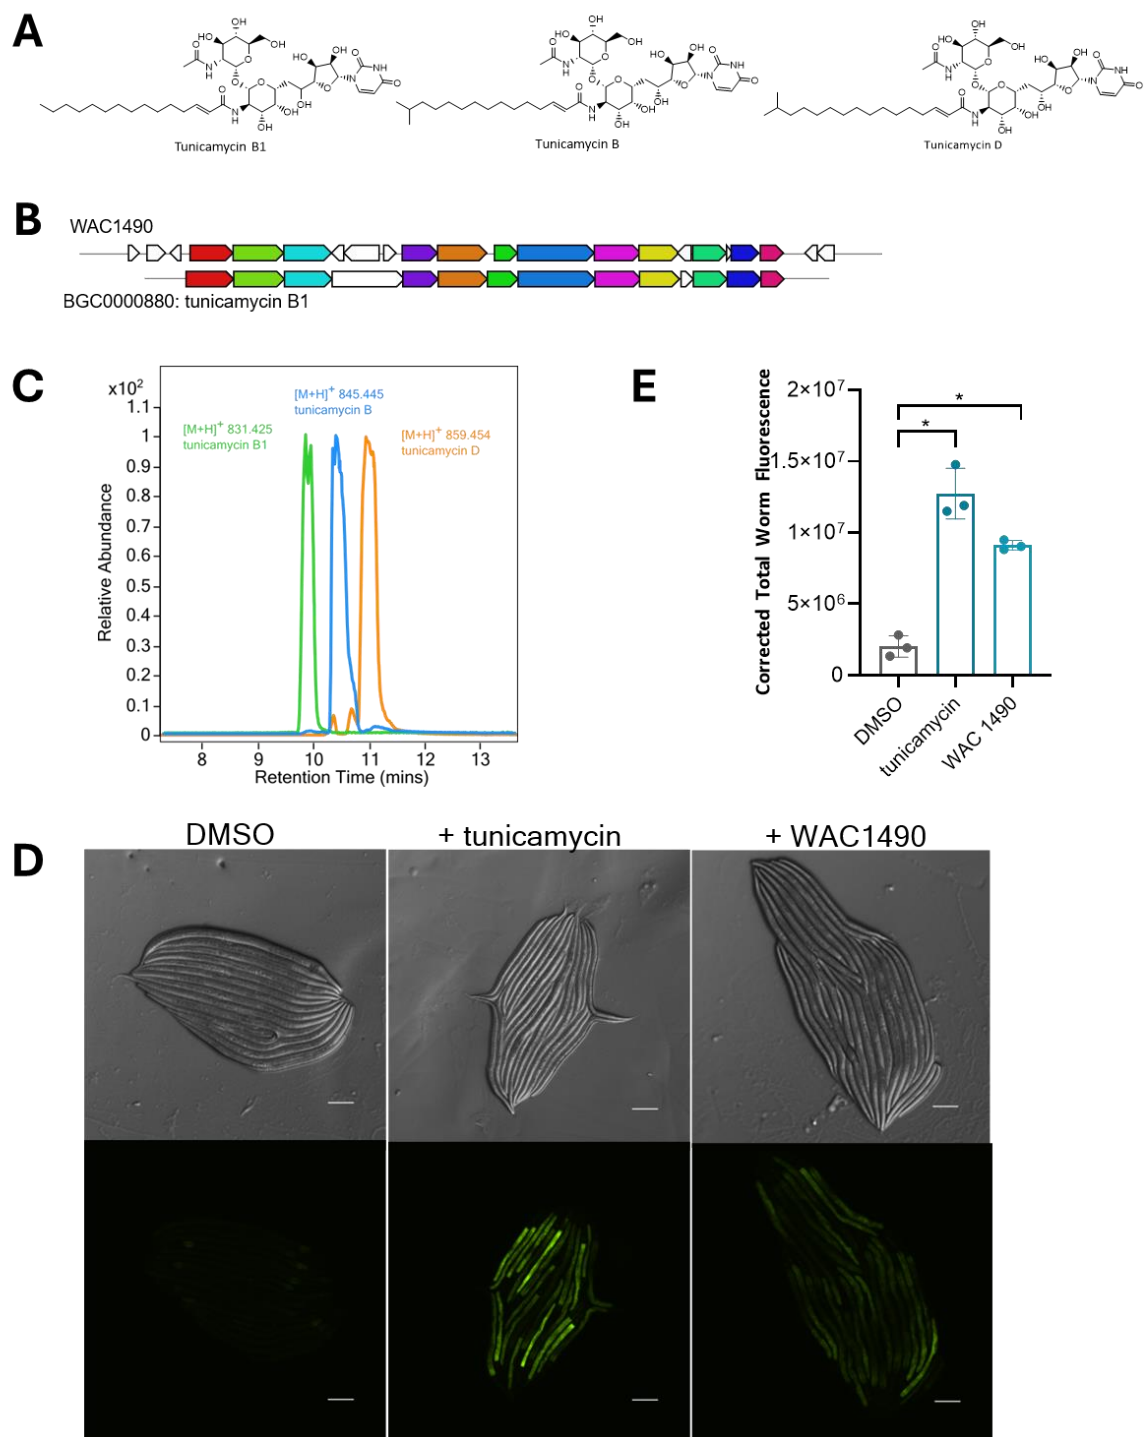 A
Tunicamycin B1
Tunicamycin B
Tunicamycin D
B
WAC1490
BGC0000880: tunicamycin B1
C
x10²
1.1
1
0.9
0.8
0.7
0.6
0.5
0.4
0.3
0.2
0.1
0
Relative Abundance
[M+H]⁺ 831.425
tunicamycin B1
[M+H]⁺ 845.445
tunicamycin B
[M+H]⁺ 859.454
tunicamycin D
8 9 10 11 12 13
Retention Time (mins)
E
Corrected Total Worm Fluorescence
2×10⁷
1.5×10⁷
1×10⁷
5×10⁶
0
*
*
DMSO
tunicamycin
WAC 1490
D
DMSO
+ tunicamycin
+ WAC1490